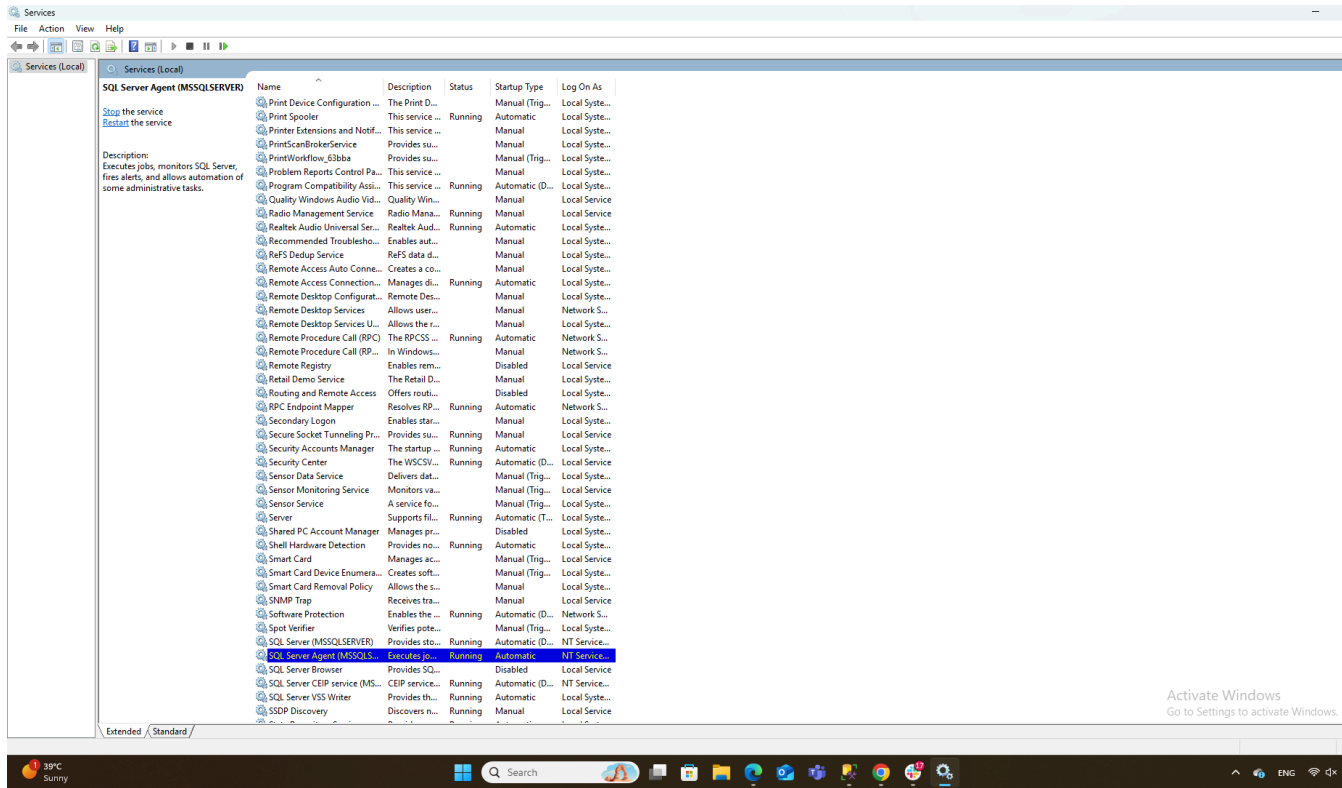 Services
File Action View Help
Services (Local)
Services (Local)
SQL Server Agent (MSSQLSERVER)
Stop the service
Restart the service
Description:
Executes jobs, monitors SQL Server,
fires alerts, and allows automation of
some administrative tasks.
Name Description Status Startup Type Log On As
Print Device Configuration ... The Print D... Manual (Trig... Local Syste...
Print Spooler This service ... Running Automatic Local Syste...
Printer Extensions and Notif... This service ... Manual Local Syste...
PrintScanBrokerService Provides su... Manual Local Syste...
PrintWorkflow_63bba Provides su... Manual (Trig... Local Syste...
Problem Reports Control Pa... This service ... Manual Local Syste...
Program Compatibility Assi... This service ... Running Automatic (D... Local Syste...
Quality Windows Audio Vid... Quality Win... Manual Local Service
Radio Management Service Radio Mana... Running Manual Local Service
Realtek Audio Universal Ser... Realtek Aud... Running Automatic Local Syste...
Recommended Troublesho... Enables aut... Manual Local Syste...
ReFS Dedup Service ReFS data d... Manual Local Syste...
Remote Access Auto Conne... Creates a co... Manual Local Syste...
Remote Access Connection... Manages di... Running Automatic Local Syste...
Remote Desktop Configurat... Remote Des... Manual Local Syste...
Remote Desktop Services Allows user... Manual Network S...
Remote Desktop Services U... Allows the r... Manual Local Syste...
Remote Procedure Call (RPC) The RPCSS ... Running Automatic Network S...
Remote Procedure Call (RP... In Windows... Manual Network S...
Remote Registry Enables rem... Disabled Local Service
Retail Demo Service The Retail D... Manual Local Syste...
Routing and Remote Access Offers routi... Disabled Local Syste...
RPC Endpoint Mapper Resolves RP... Running Automatic Network S...
Secondary Logon Enables star... Manual Local Syste...
Secure Socket Tunneling Pr... Provides su... Running Manual Local Service
Security Accounts Manager The startup ... Running Automatic Local Syste...
Security Center The WSCSV... Running Automatic (D... Local Service
Sensor Data Service Delivers dat... Manual (Trig... Local Syste...
Sensor Monitoring Service Monitors va... Manual (Trig... Local Service
Sensor Service A service fo... Manual (Trig... Local Syste...
Server Supports fil... Running Automatic (T... Local Syste...
Shared PC Account Manager Manages pr... Disabled Local Syste...
Shell Hardware Detection Provides no... Running Automatic Local Syste...
Smart Card Manages ac... Manual (Trig... Local Service
Smart Card Device Enumera... Creates soft... Manual (Trig... Local Syste...
Smart Card Removal Policy Allows the s... Manual Local Syste...
SNMP Trap Receives tra... Manual Local Service
Software Protection Enables the ... Running Automatic (D... Network S...
Spot Verifier Verifies pote... Manual (Trig... Local Syste...
SQL Server (MSSQLSERVER) Provides sto... Running Automatic (D... NT Service...
SQL Server Agent (MSSQLS... Executes jo... Running Automatic NT Service...
SQL Server Browser Provides SQ... Disabled Local Service
SQL Server CEIP service (MS... CEIP service... Running Automatic (D... NT Service...
SQL Server VSS Writer Provides th... Running Automatic Local Syste...
SSDP Discovery Discovers n... Running Manual Local Service
Activate Windows
Go to Settings to activate Windows.
Extended Standard
1 39°C
Sunny
Search
17
ENG